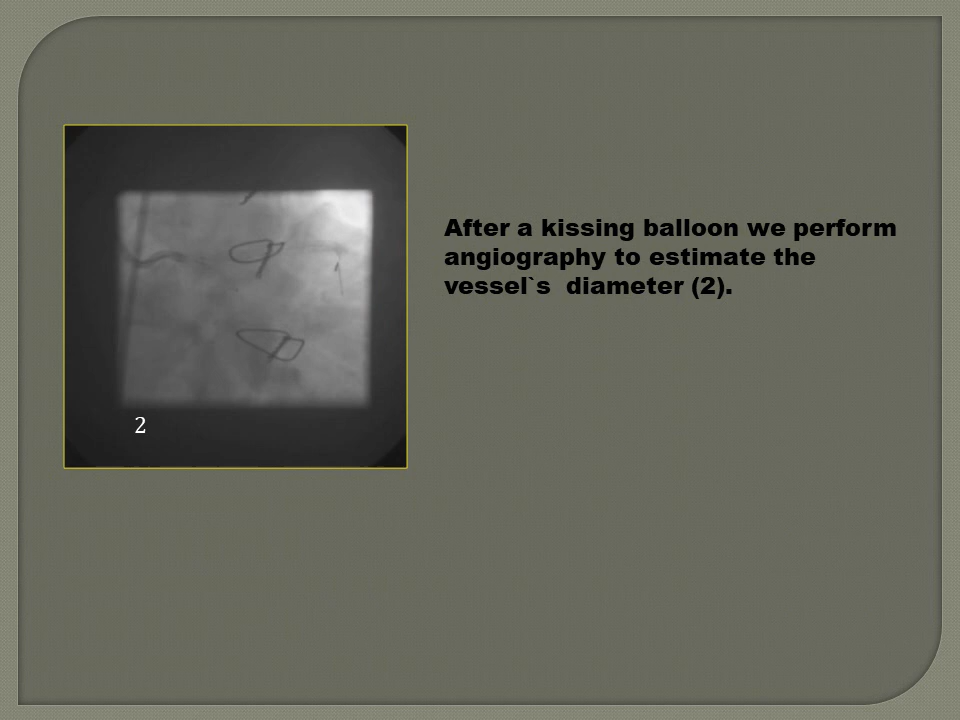 After a kissing balloon we perform
angiography to estimate the
vessel`s  diameter (2).
2